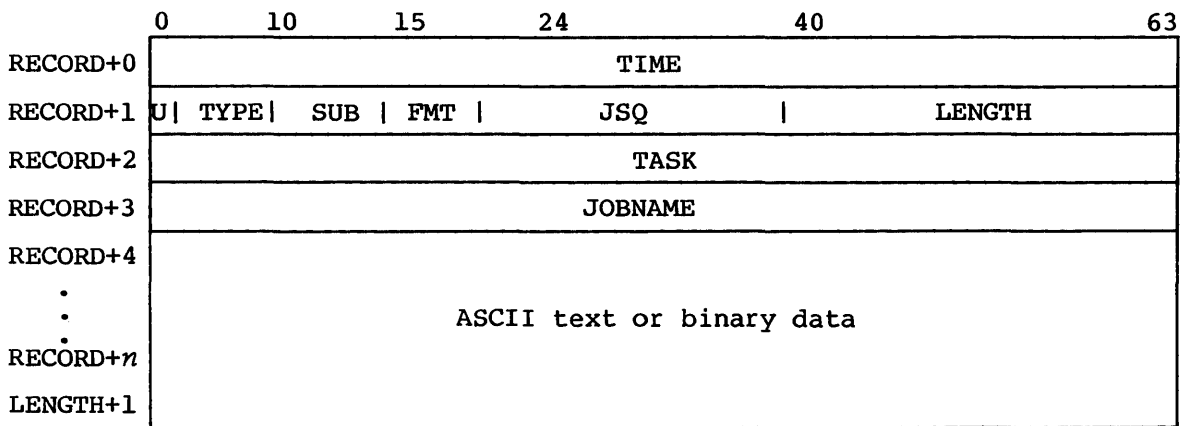 0 10 15 24 40 63
RECORD+0 TIME
RECORD+1 U| TYPE| SUB | FMT | JSQ | LENGTH
RECORD+2 TASK
RECORD+3 JOBNAME
RECORD+4
.
.
ASCII text or binary data
.
RECORD+n
LENGTH+1